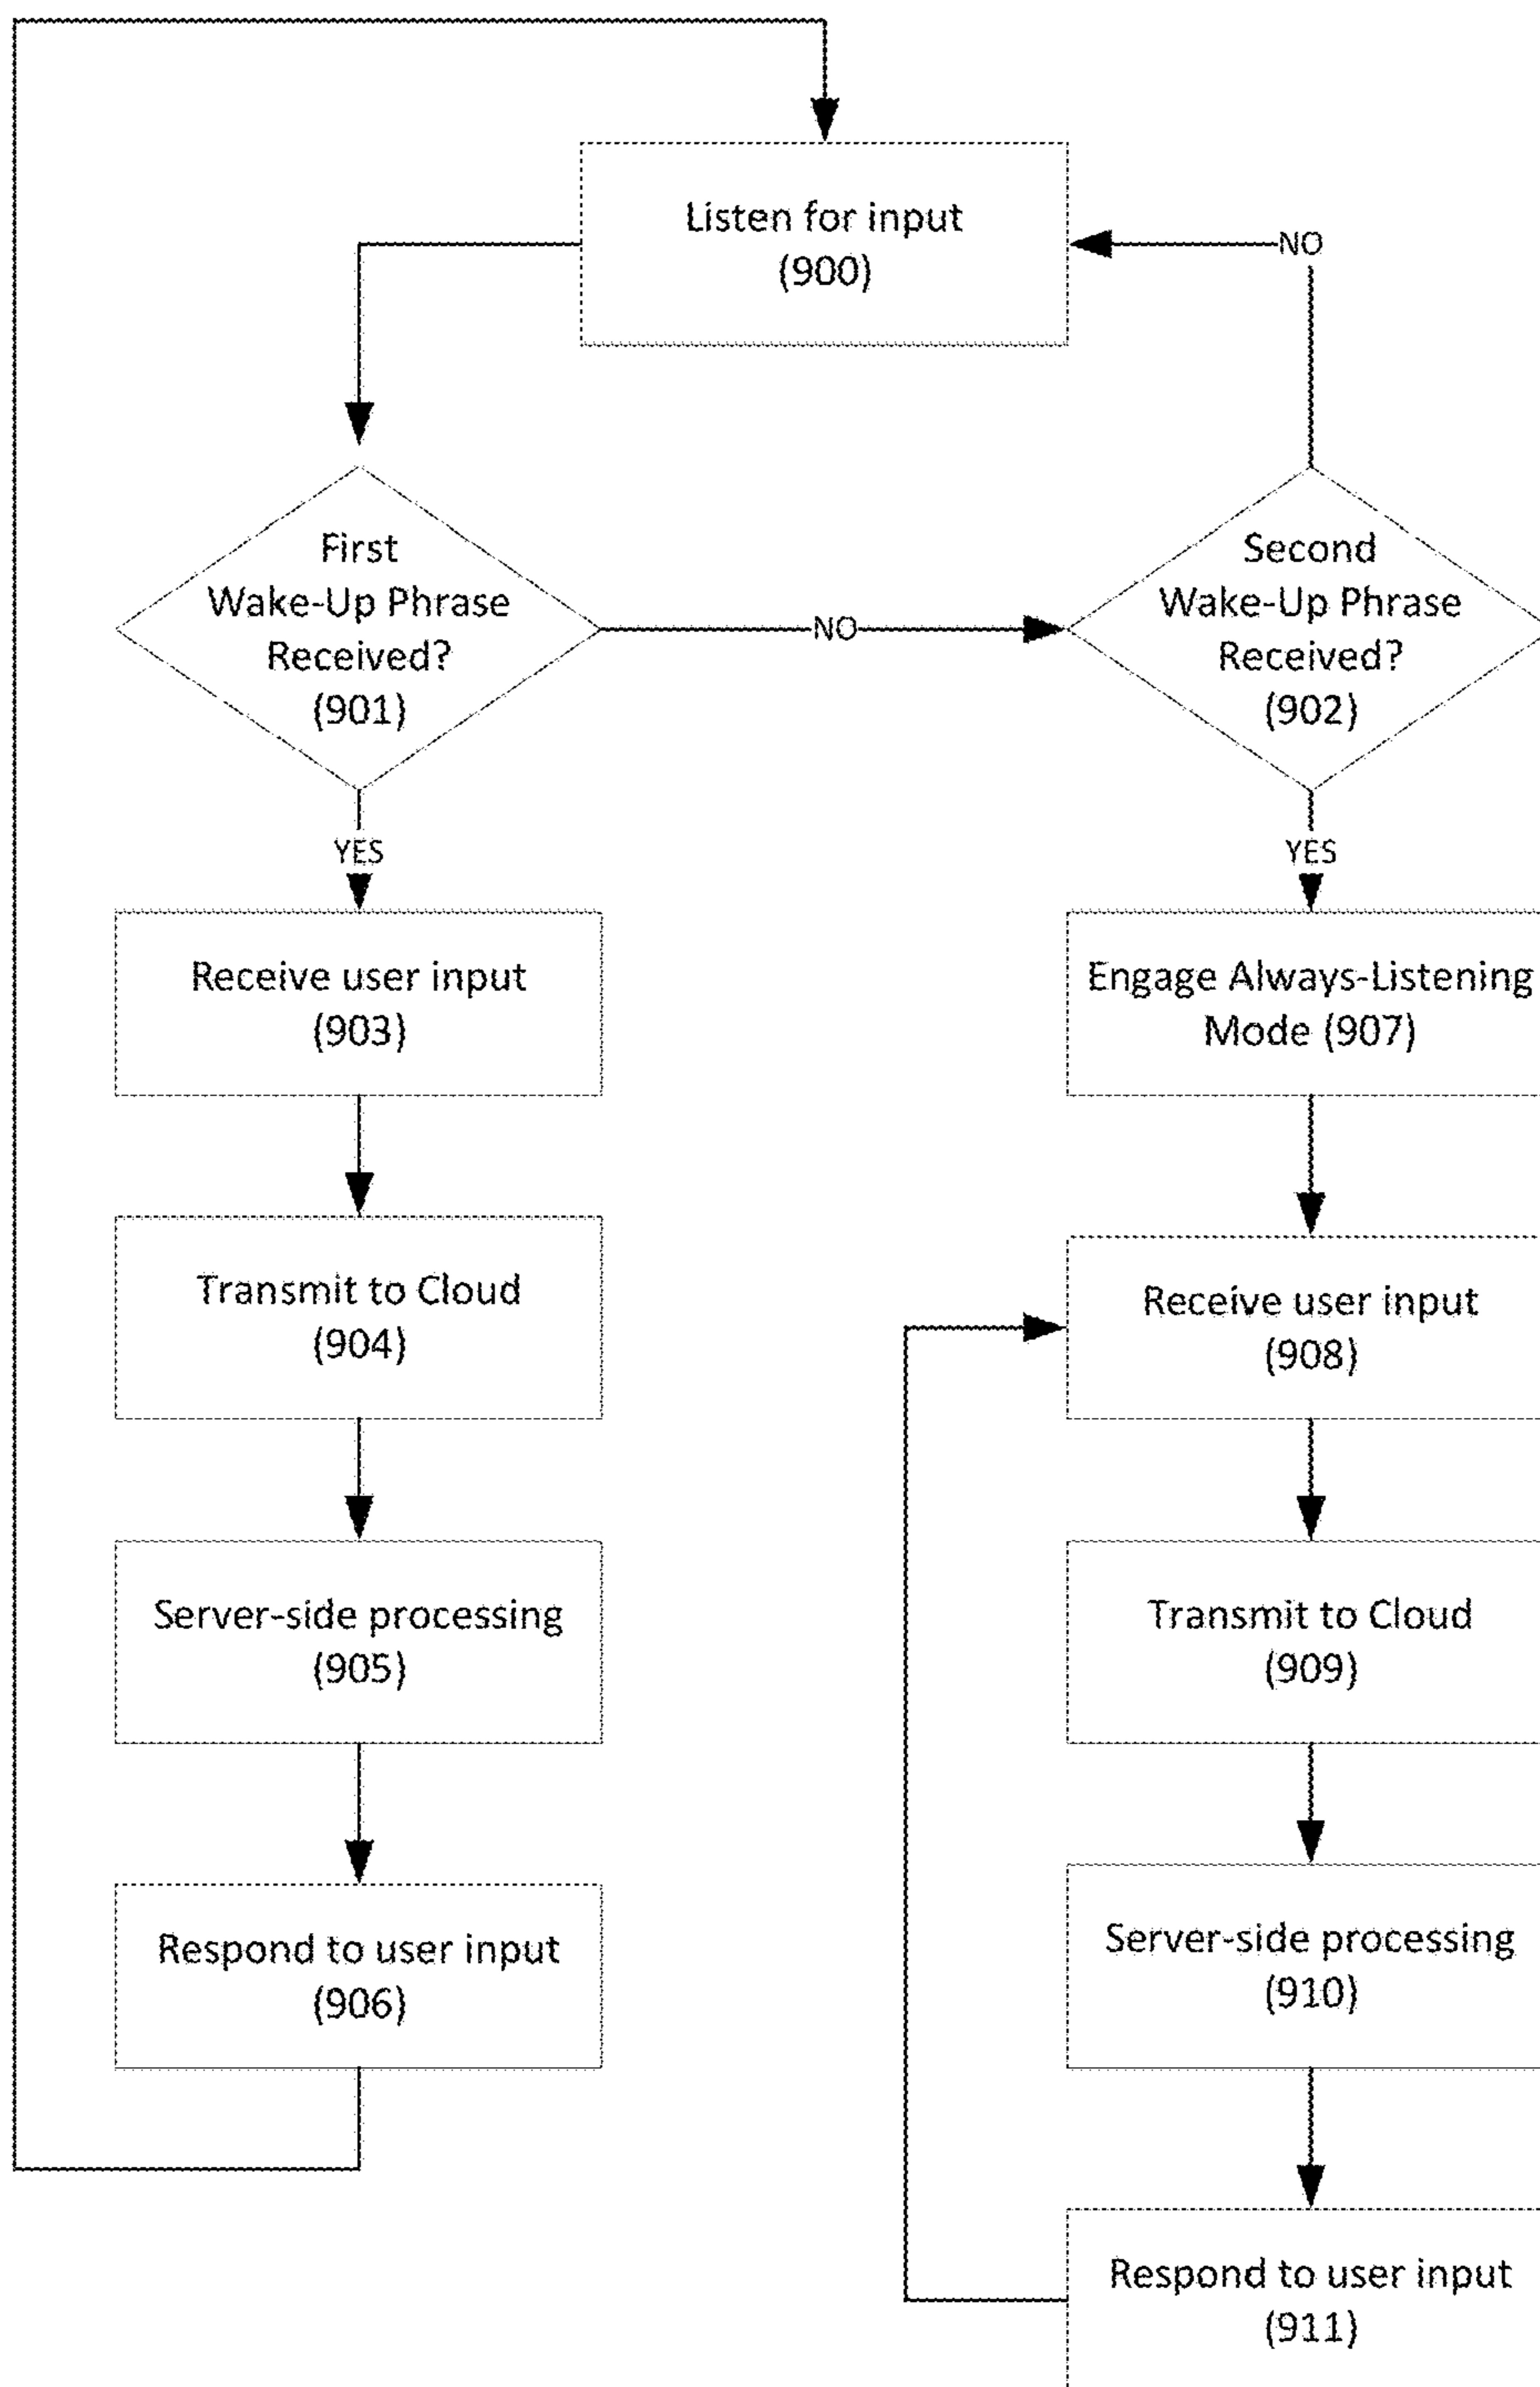 Listen for input
(900)
NO
First
Wake-Up Phrase
Received?
(901)
NO
Second
Wake-Up Phrase
Received?
(902)
YES
YES
Receive user input
(903)
Engage Always-Listening
Mode (907)
Transmit to Cloud
(904)
Receive user input
(908)
Server-side processing
(905)
Transmit to Cloud
(909)
Respond to user input
(906)
Server-side processing
(910)
Respond to user input
(911)